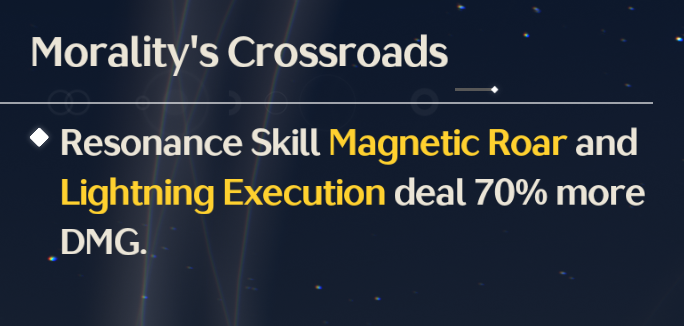 Morality's Crossroads
Resonance Skill Magnetic Roar and
Lightning Execution deal 70% more
DMG.